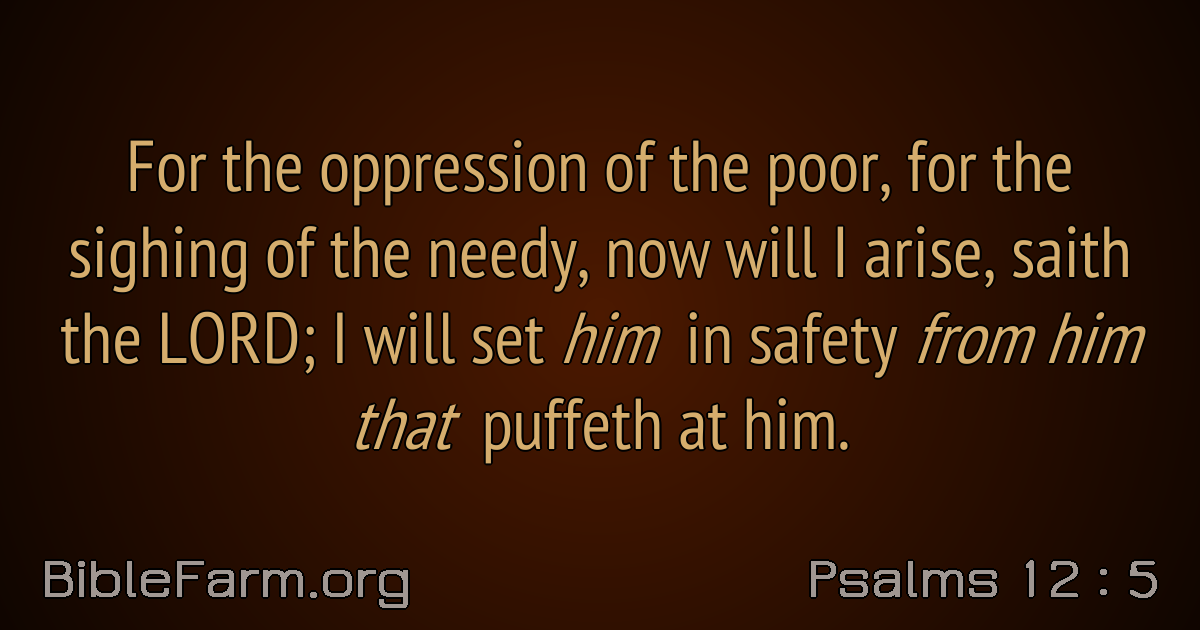 For the oppression of the poor, for the
sighing of the needy, now will I arise, saith
the LORD; I will set him in safety from him
that puffeth at him.
BibleFarm.org
Psalms 12 : 5